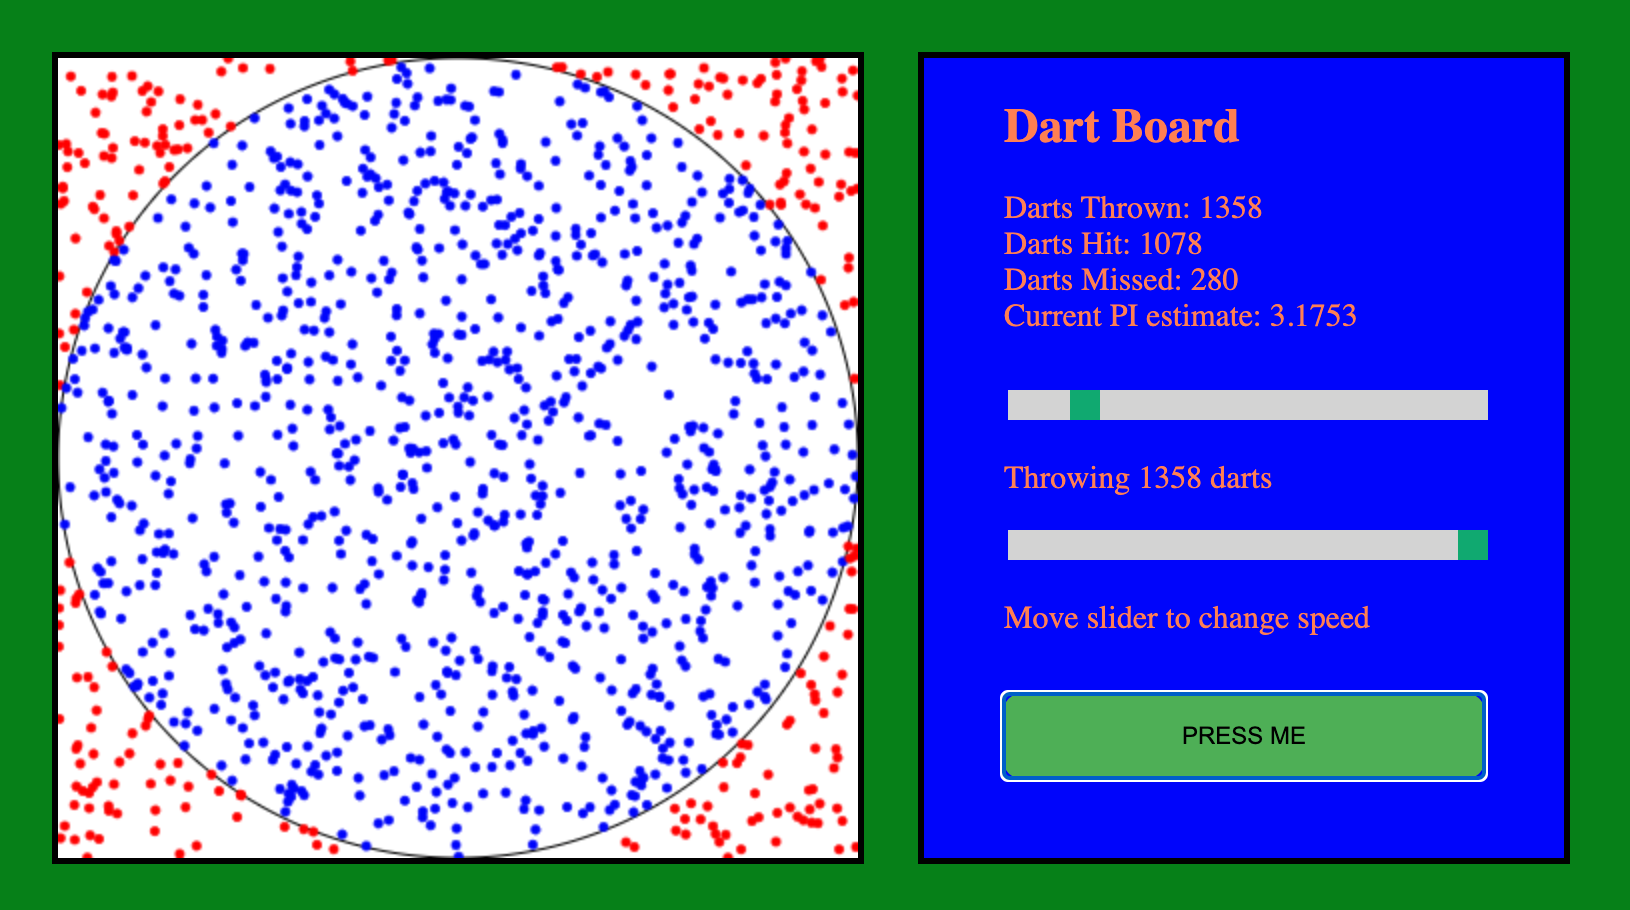 Dart Board
Darts Thrown: 1358
Darts Hit: 1078
Darts Missed: 280
Current PI estimate: 3.1753
Throwing 1358 darts
Move slider to change speed
PRESS ME